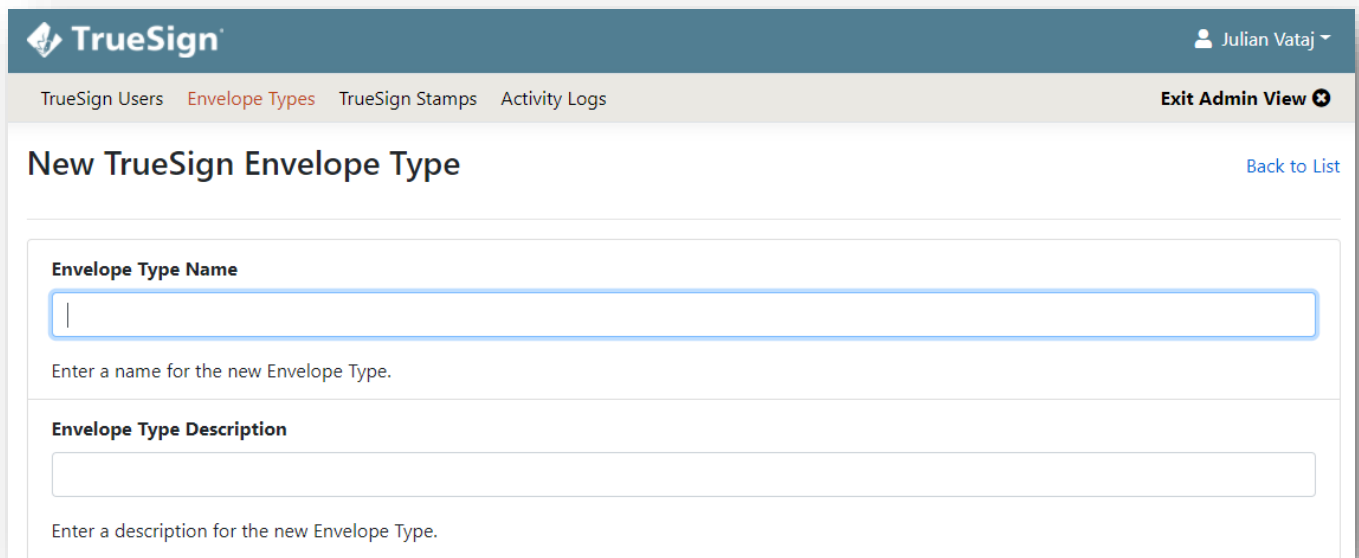 TrueSign
Julian Vataj
TrueSign Users Envelope Types TrueSign Stamps Activity Logs Exit Admin View
New TrueSign Envelope Type Back to List
Envelope Type Name
Enter a name for the new Envelope Type.
Envelope Type Description
Enter a description for the new Envelope Type.